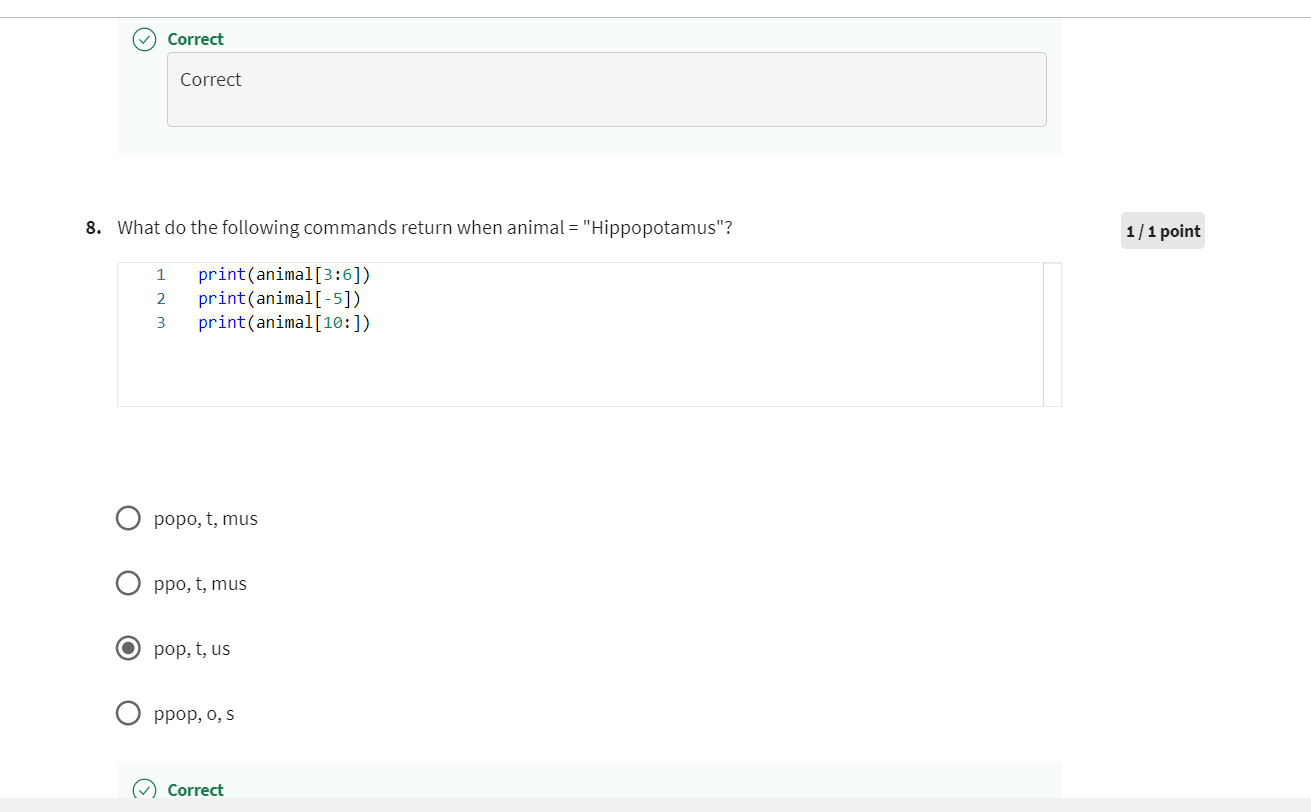 Correct
Correct
8. What do the following commands return when animal = "Hippopotamus"?
1 / 1 point
1 print(animal[3:6])
2 print(animal[-5])
3 print(animal[10:])
popo, t, mus
ppo, t, mus
pop, t, us
ppop, o, s
Correct